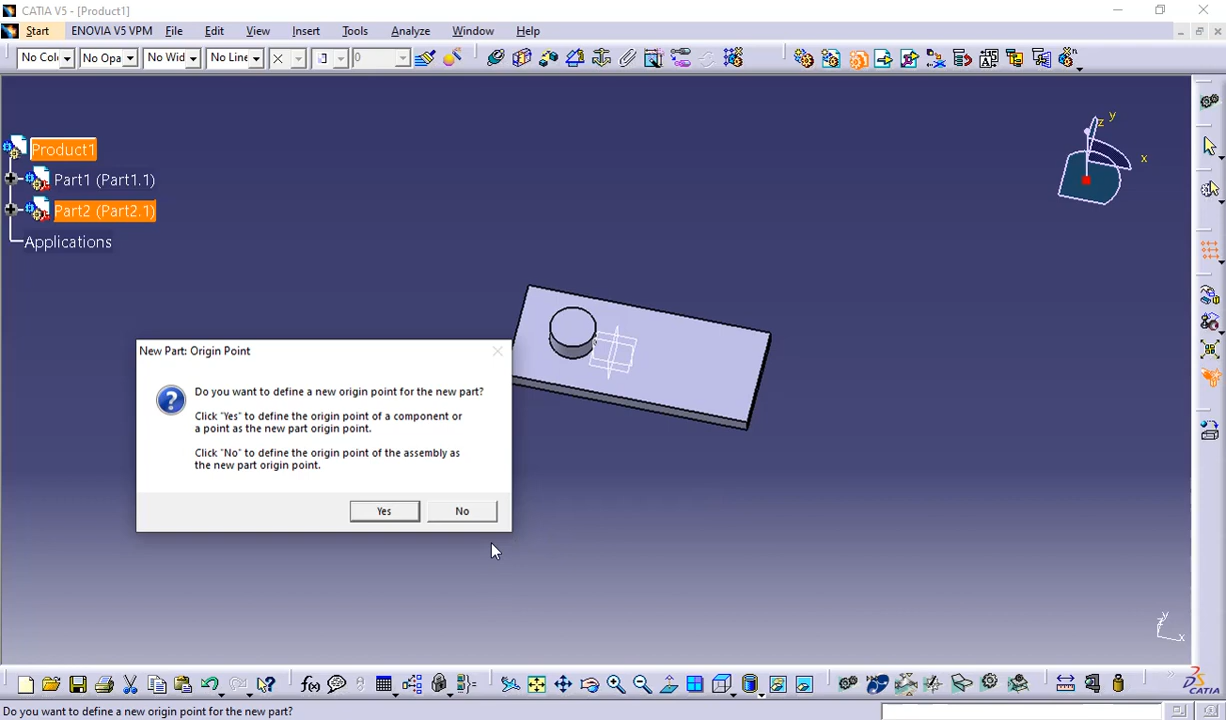 CATIA V5 - [Product1]
Start ENOVIA V5 VPM File Edit View Insert Tools Analyze Window Help
No Col No Opa No Wid No Line 0
Product1
Part1 (Part1.1)
Part2 (Part2.1)
Applications
z y
x
New Part: Origin Point
Do you want to define a new origin point for the new part?
Click "Yes" to define the origin point of a component or
a point as the new part origin point.
Click "No" to define the origin point of the assembly as
the new part origin point.
Yes No
z y
x
f(x)
CATIA
Do you want to define a new origin point for the new part?